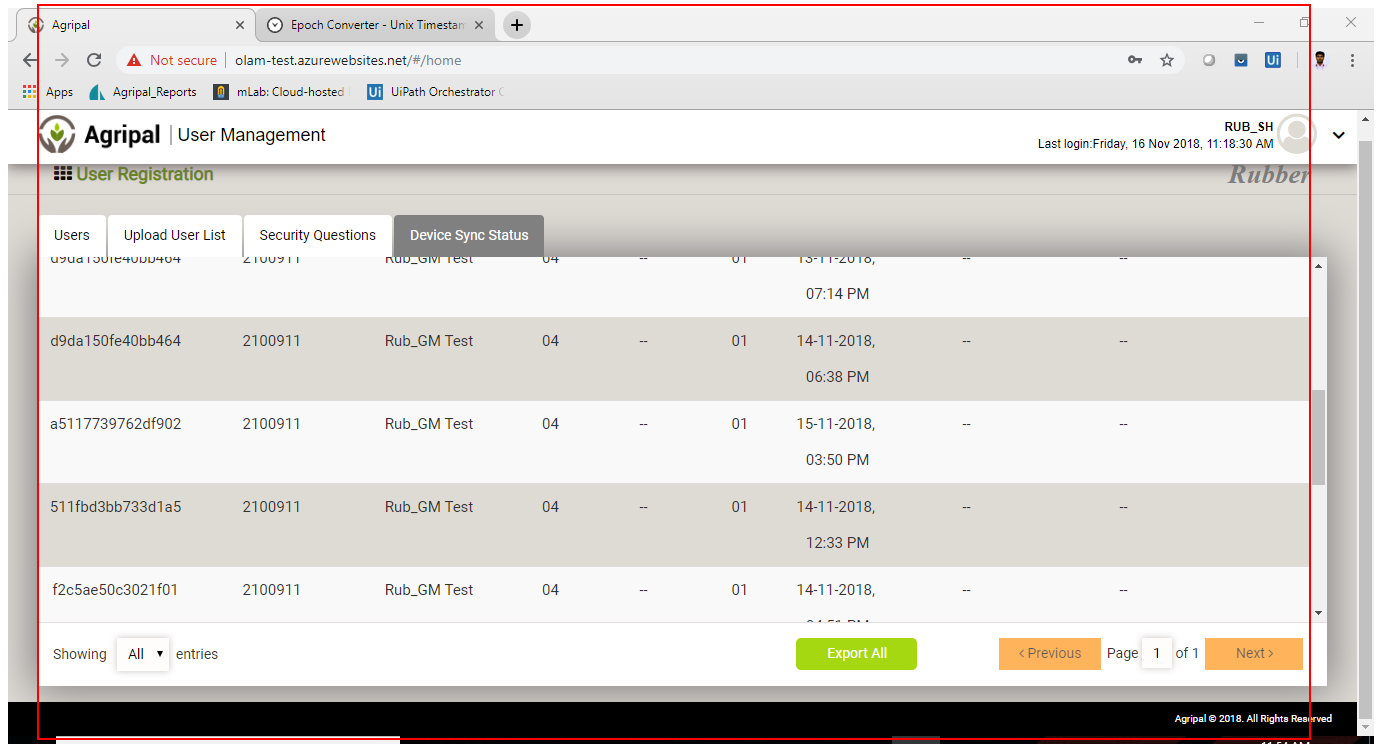 Agripal
Epoch Converter - Unix Timestam
Not secure | olam-test.azurewebsites.net/#/home
Apps Agripal_Reports mLab: Cloud-hosted UiPath Orchestrator
Agripal | User Management
RUB_SH
Last login:Friday, 16 Nov 2018, 11:18:30 AM
User Registration
Rubber
Users Upload User List Security Questions Device Sync Status
d9da150fe40bb464 2100911 Rub_GM Test 04 -- 01 13-11-2018, -- --
07:14 PM
d9da150fe40bb464 2100911 Rub_GM Test 04 -- 01 14-11-2018, -- --
06:38 PM
a5117739762df902 2100911 Rub_GM Test 04 -- 01 15-11-2018, -- --
03:50 PM
511fbd3bb733d1a5 2100911 Rub_GM Test 04 -- 01 14-11-2018, -- --
12:33 PM
f2c5ae50c3021f01 2100911 Rub_GM Test 04 -- 01 14-11-2018, -- --
Showing All entries Export All < Previous Page 1 of 1 Next >
Agripal © 2018. All Rights Reserved